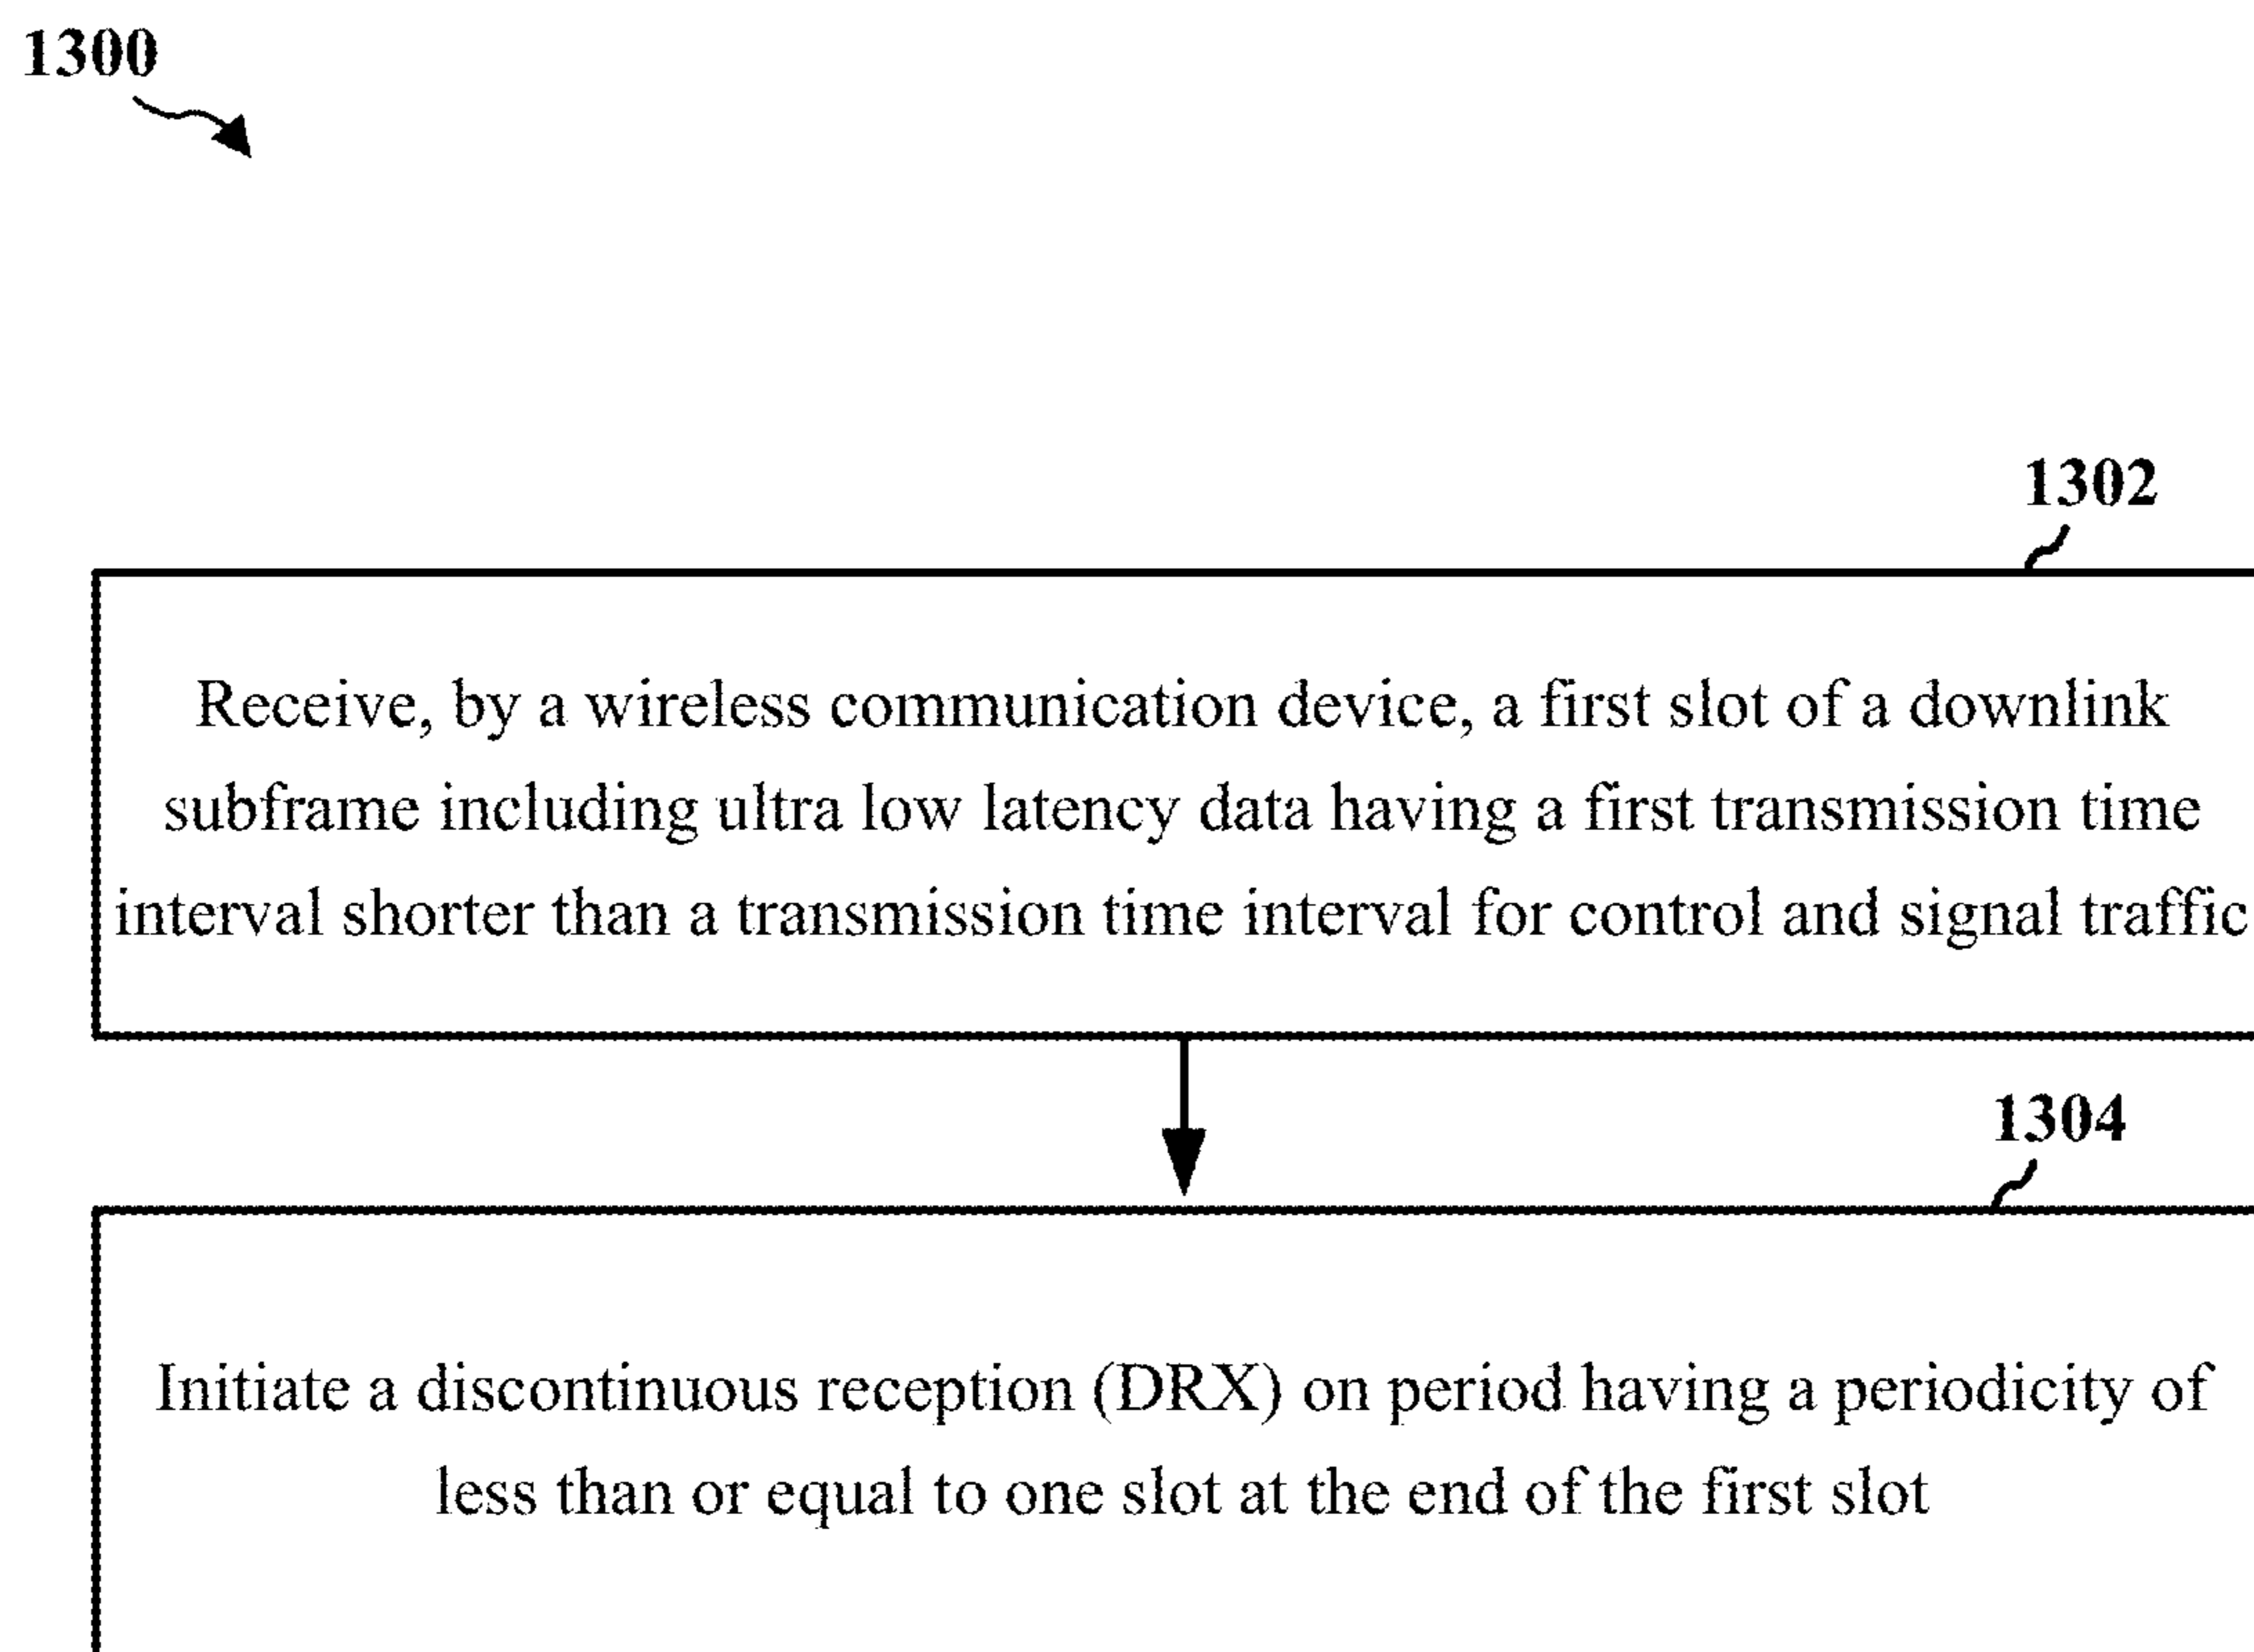 1300
1302
Receive, by a wireless communication device, a first slot of a downlink
subframe including ultra low latency data having a first transmission time
interval shorter than a transmission time interval for control and signal traffic
1304
Initiate a discontinuous reception (DRX) on period having a periodicity of
less than or equal to one slot at the end of the first slot